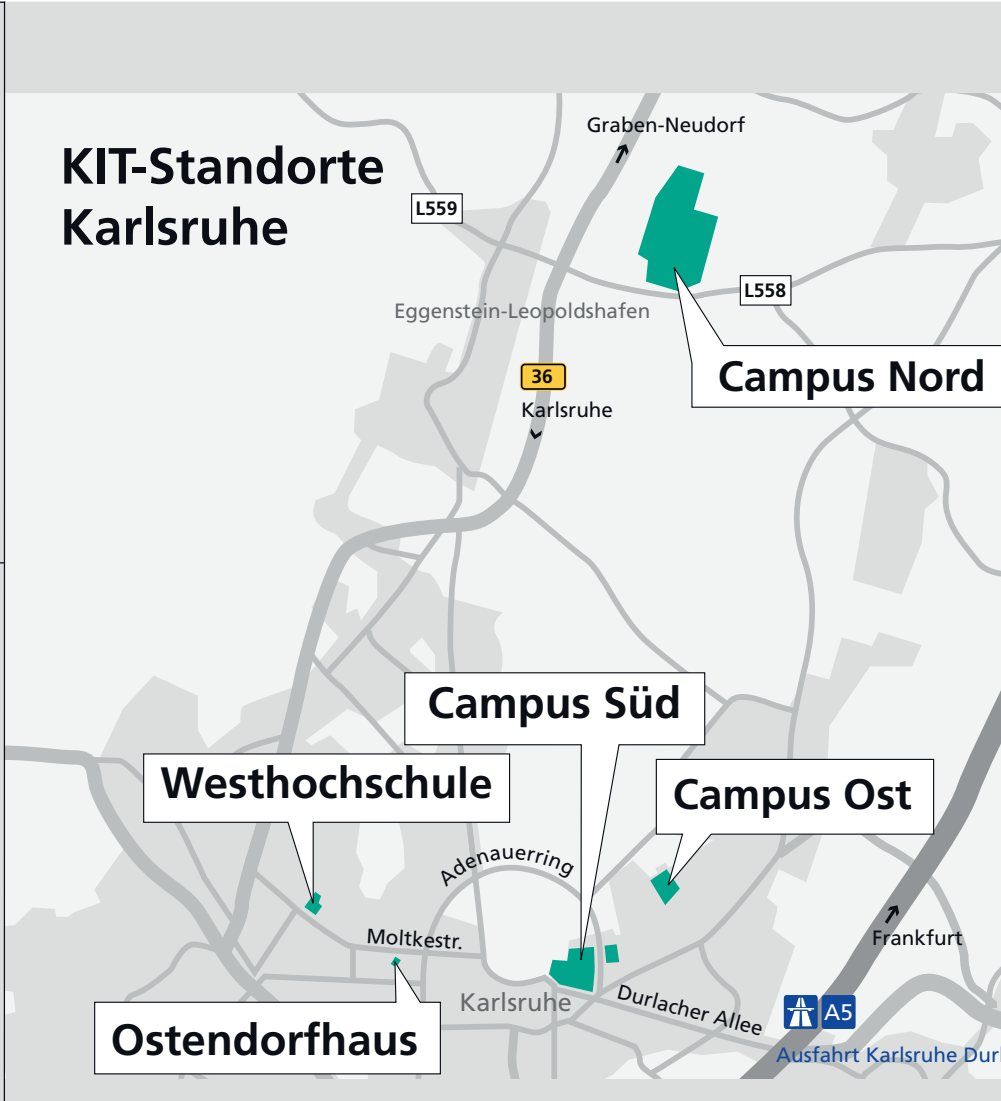 Graben-Neudorf
KIT-Standorte
Karlsruhe
L559
L558
Eggenstein-Leopoldshafen
Campus Nord
36
Karlsruhe
Campus Süd
Westhochschule
Campus Ost
Adenauerring
Moltkestr.
Frankfurt
Karlsruhe
Durlacher Allee
A5
Ostendorfhaus
Ausfahrt Karlsruhe Durl